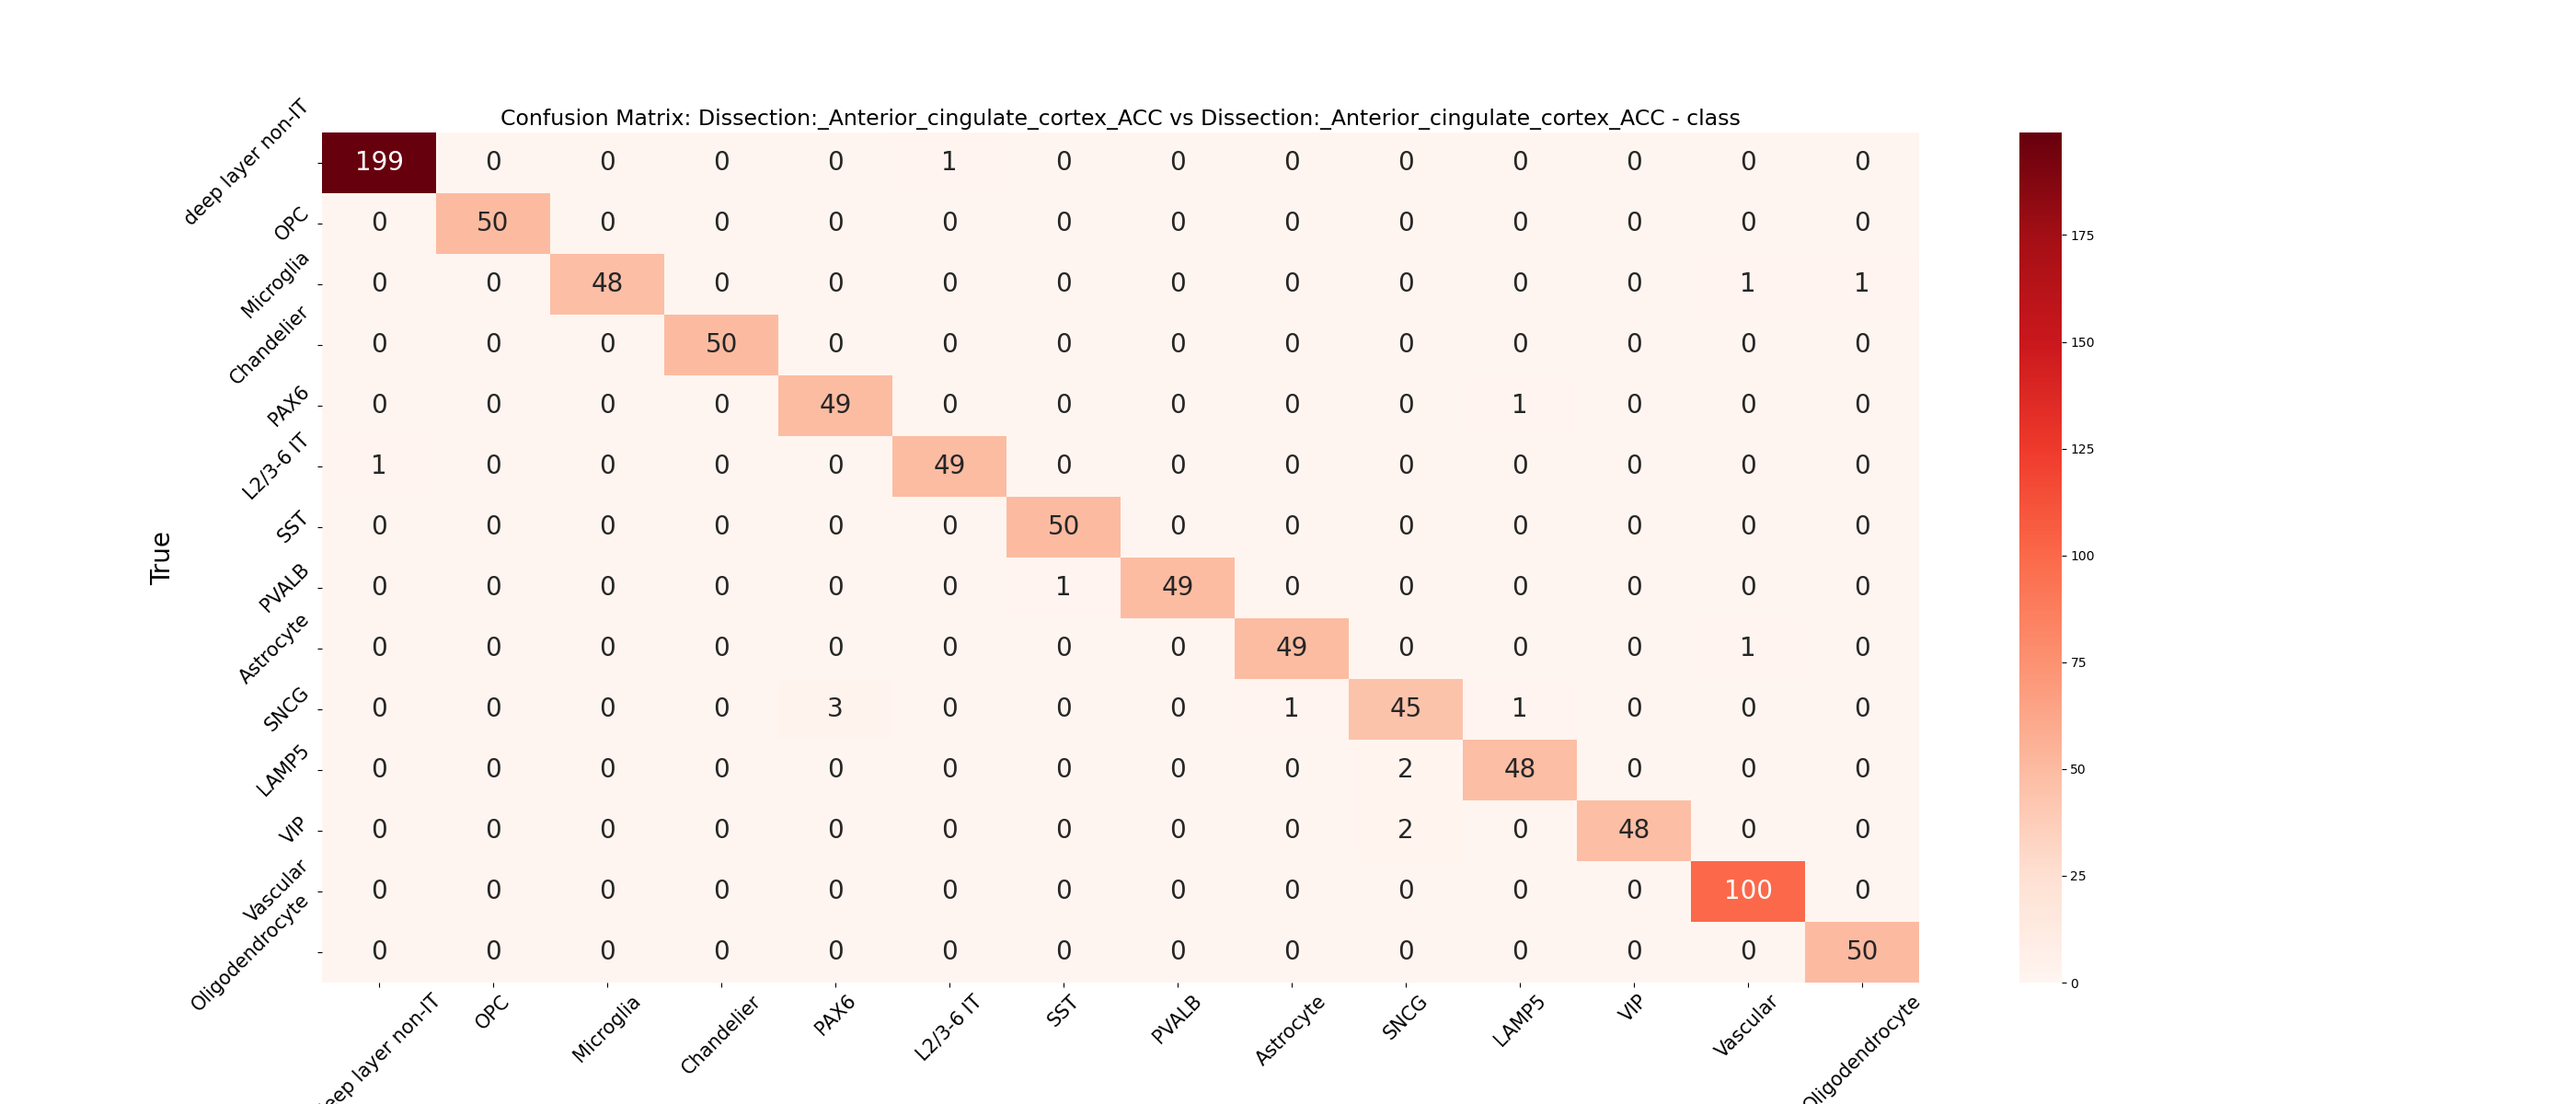 Confusion Matrix: Dissection:_Anterior_cingulate_cortex_ACC vs Dissection:_Anterior_cingulate_cortex_ACC - class
True
deep layer non-IT 199 0 0 0 0 1 0 0 0 0 0 0 0 0
OPC 0 50 0 0 0 0 0 0 0 0 0 0 0 0
Microglia 0 0 48 0 0 0 0 0 0 0 0 0 1 1
Chandelier 0 0 0 50 0 0 0 0 0 0 0 0 0 0
PAX6 0 0 0 0 49 0 0 0 0 0 1 0 0 0
L2/3-6 IT 1 0 0 0 0 49 0 0 0 0 0 0 0 0
SST 0 0 0 0 0 0 50 0 0 0 0 0 0 0
PVALB 0 0 0 0 0 0 1 49 0 0 0 0 0 0
Astrocyte 0 0 0 0 0 0 0 0 49 0 0 0 1 0
SNCG 0 0 0 0 3 0 0 0 1 45 1 0 0 0
LAMP5 0 0 0 0 0 0 0 0 0 2 48 0 0 0
VIP 0 0 0 0 0 0 0 0 0 2 0 48 0 0
Vascular 0 0 0 0 0 0 0 0 0 0 0 0 100 0
Oligodendrocyte 0 0 0 0 0 0 0 0 0 0 0 0 0 50
deep layer non-IT OPC Microglia Chandelier PAX6 L2/3-6 IT SST PVALB Astrocyte SNCG LAMP5 VIP Vascular Oligodendrocyte
175
150
125
100
75
50
25
0